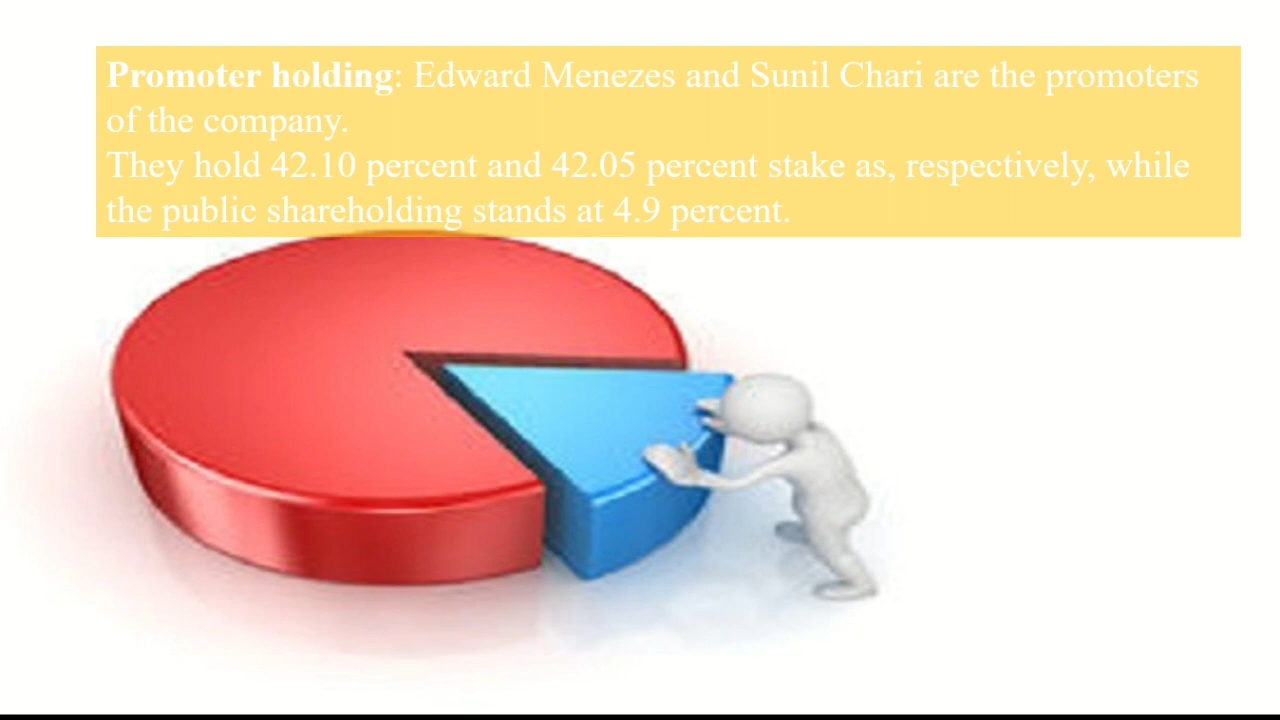 Promoter holding: Edward Menezes and Sunil Chari are the promoters
of the company.
They hold 42.10 percent and 42.05 percent stake as, respectively, while
the public shareholding stands at 4.9 percent.